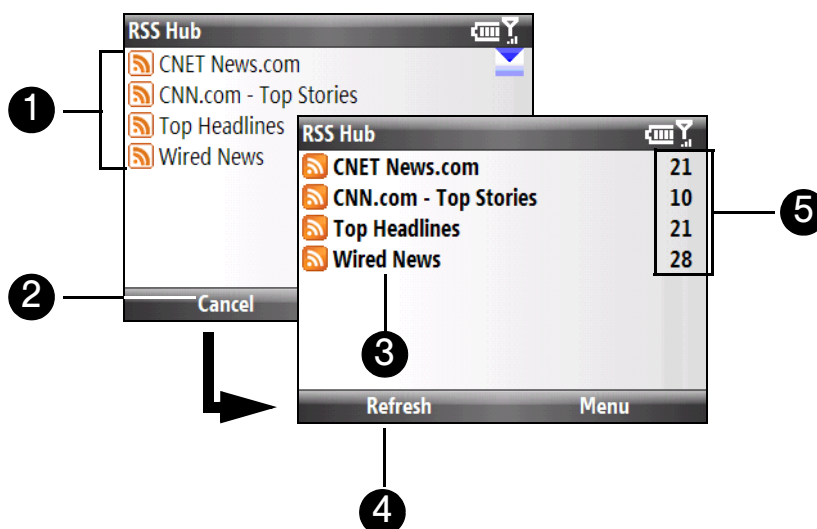 RSS Hub
CNET News.com
CNN.com - Top Stories
Top Headlines
Wired News
Cancel
RSS Hub
CNET News.com 21
CNN.com - Top Stories 10
Top Headlines 21
Wired News 28
Refresh Menu
1
2
3
4
5